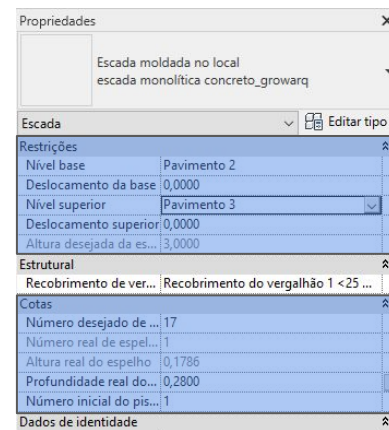 Propriedades X
Escada moldada no local
escada monolítica concreto_growarq
Escada Editar tipo
Restrições
Nível base Pavimento 2
Deslocamento da base 0,0000
Nível superior Pavimento 3
Deslocamento superior 0,0000
Altura desejada da es... 3,0000
Estrutural
Recobrimento de ver... Recobrimento do vergalhão 1 <25 ...
Cotas
Número desejado de ... 17
Número real de espel... 1
Altura real do espelho 0,1786
Profundidade real do... 0,2800
Número inicial do pis... 1
Dados de identidade